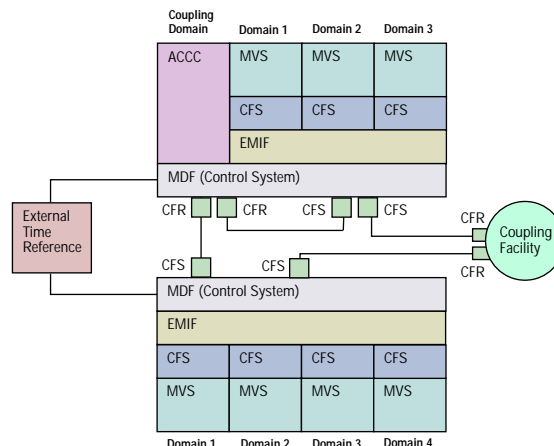 Coupling
Domain
Domain 1
Domain 2
Domain 3
ACCC
MVS
MVS
MVS
CFS
CFS
CFS
EMIF
MDF (Control System)
CFR
CFR
CFS
CFS
External
Time
Reference
CFR
Coupling
Facility
CFR
CFS
CFS
MDF (Control System)
EMIF
CFS
CFS
CFS
CFS
MVS
MVS
MVS
MVS
Domain 1
Domain 2
Domain 3
Domain 4